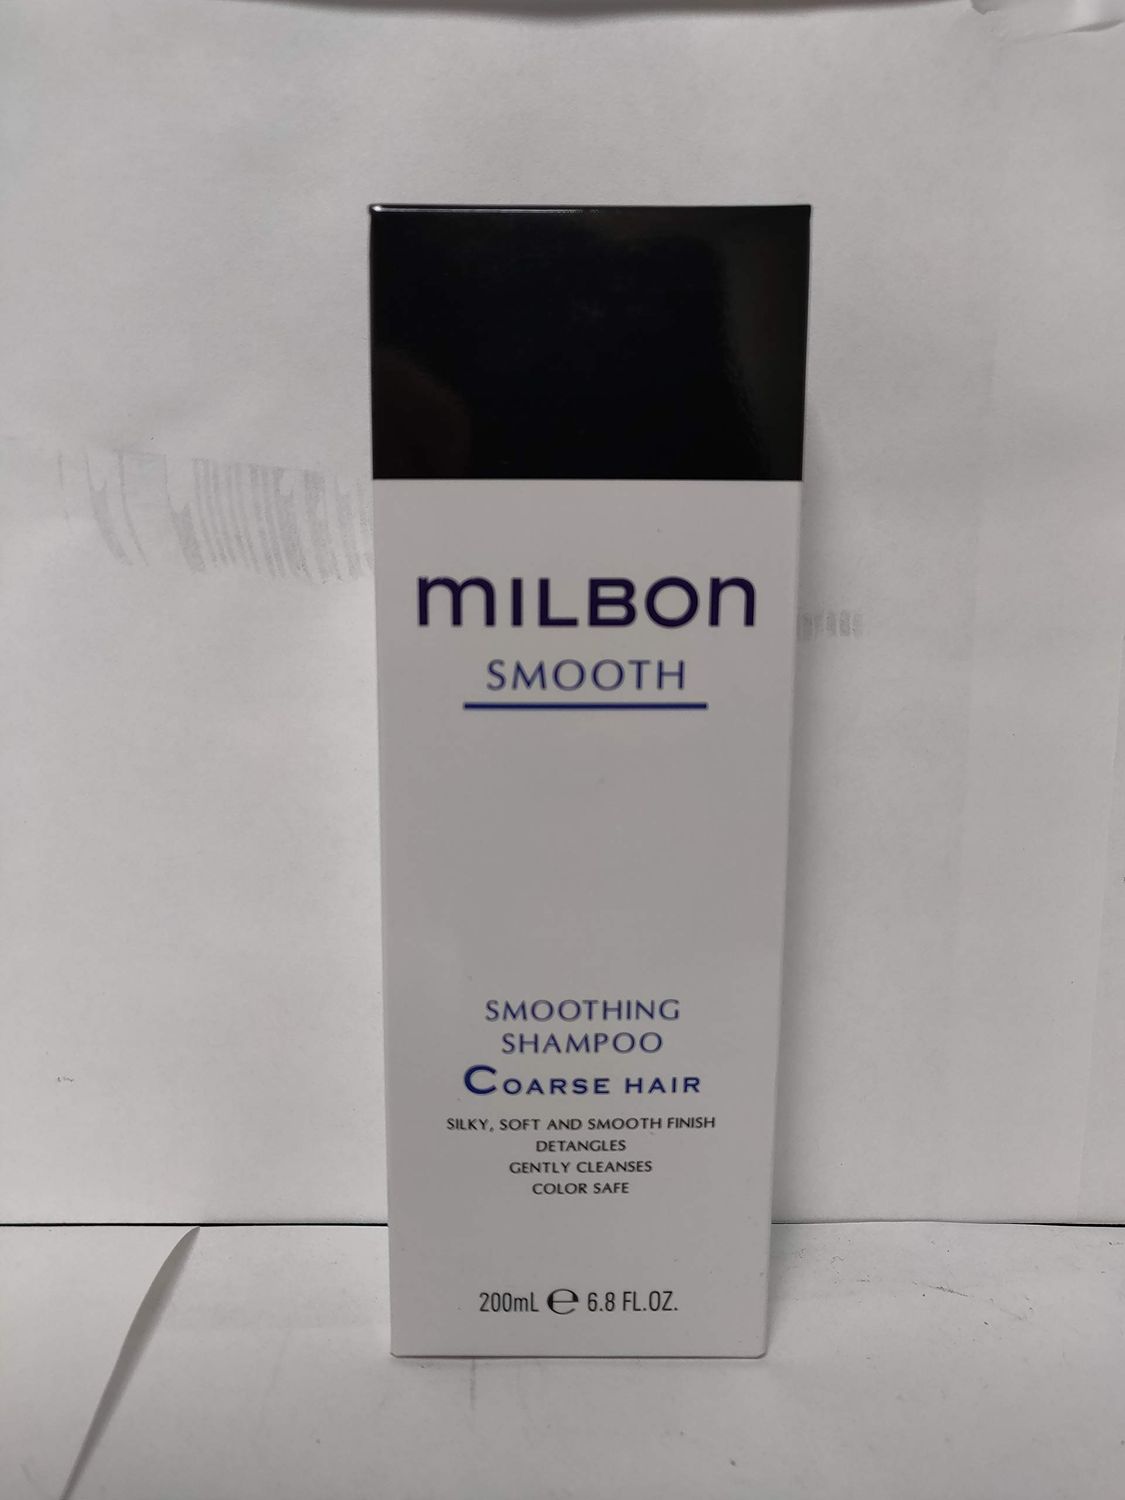 mILBon
SMOOTH
SMOOTHING
SHAMPOO
COARSE HAIR
SILKY, SOFT AND SMOOTH FINISH
DETANGLES
GENTLY CLEANSES
COLOR SAFE
200mL ℮ 6.8 FL.OZ.